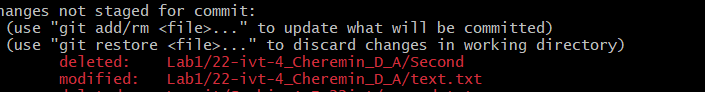 hanges not staged for commit:
(use "git add/rm <file>..." to update what will be committed)
(use "git restore <file>..." to discard changes in working directory)
deleted: Lab1/22-ivt-4_Cheremin_D_A/Second
modified: Lab1/22-ivt-4_Cheremin_D_A/text.txt